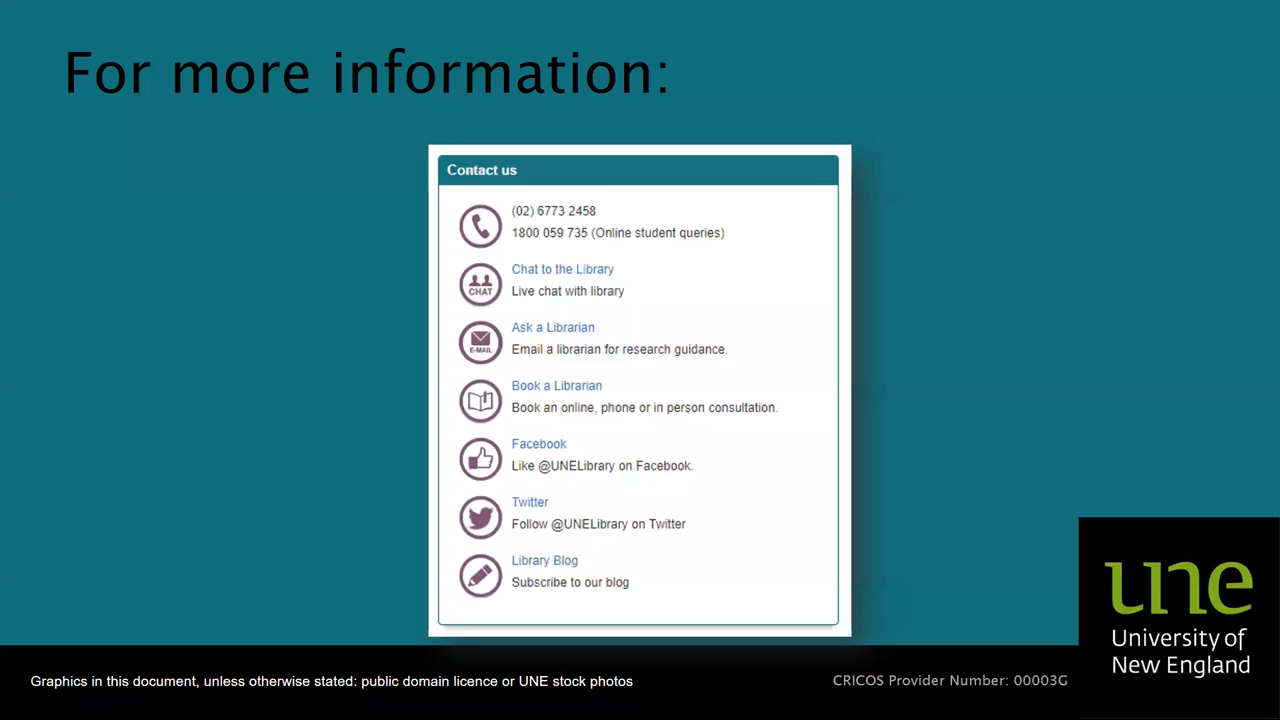 For more information:
Contact us
(02) 6773 2458
1800 059 735 (Online student queries)
CHAT
Chat to the Library
Live chat with library
E-MAIL
Ask a Librarian
Email a librarian for research guidance.
Book a Librarian
Book an online, phone or in person consultation.
Facebook
Like @UNELibrary on Facebook.
Twitter
Follow @UNELibrary on Twitter
Library Blog
Subscribe to our blog
une
University of
New England
Graphics in this document, unless otherwise stated: public domain licence or UNE stock photos
CRICOS Provider Number: 00003G